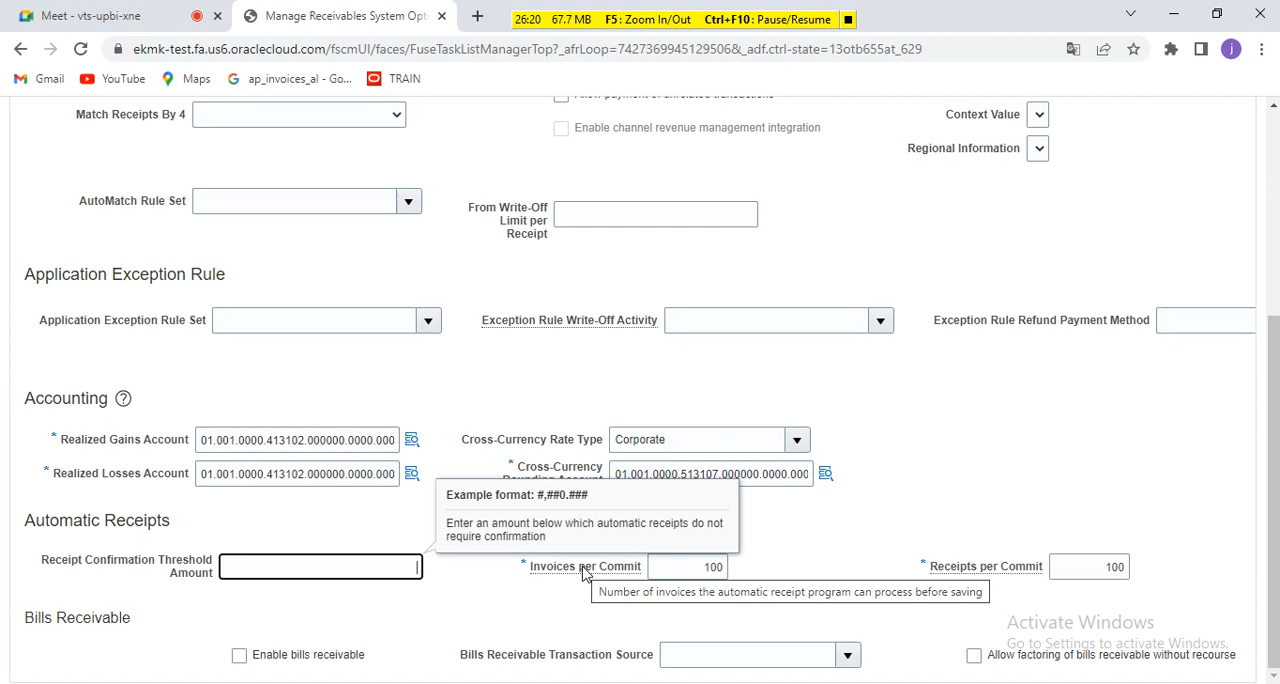 Meet - vts-upbi-xne
Manage Receivables System Opti
26:20 67.7 MB F5: Zoom In/Out Ctrl+F10: Pause/Resume
ekmk-test.fa.us6.oraclecloud.com/fscmUI/faces/FuseTaskListManagerTop?_afrLoop=7427369945129506&_adf.ctrl-state=13otb655at_629
j
Gmail YouTube Maps ap_invoices_al - Go... TRAIN
Match Receipts By 4
Context Value
Enable channel revenue management integration
Regional Information
AutoMatch Rule Set
From Write-Off
Limit per
Receipt
Application Exception Rule
Application Exception Rule Set
Exception Rule Write-Off Activity
Exception Rule Refund Payment Method
Accounting ?
* Realized Gains Account 01.001.0000.413102.000000.0000.000
Cross-Currency Rate Type Corporate
* Realized Losses Account 01.001.0000.413102.000000.0000.000
* Cross-Currency
01.001.0000.513107.000000.0000.000
Example format: #,##0.###
Enter an amount below which automatic receipts do not
require confirmation
Automatic Receipts
Receipt Confirmation Threshold
Amount
* Invoices per Commit 100
* Receipts per Commit 100
Number of invoices the automatic receipt program can process before saving
Bills Receivable
Activate Windows
Go to Settings to activate Windows.
Enable bills receivable
Bills Receivable Transaction Source
Allow factoring of bills receivable without recourse